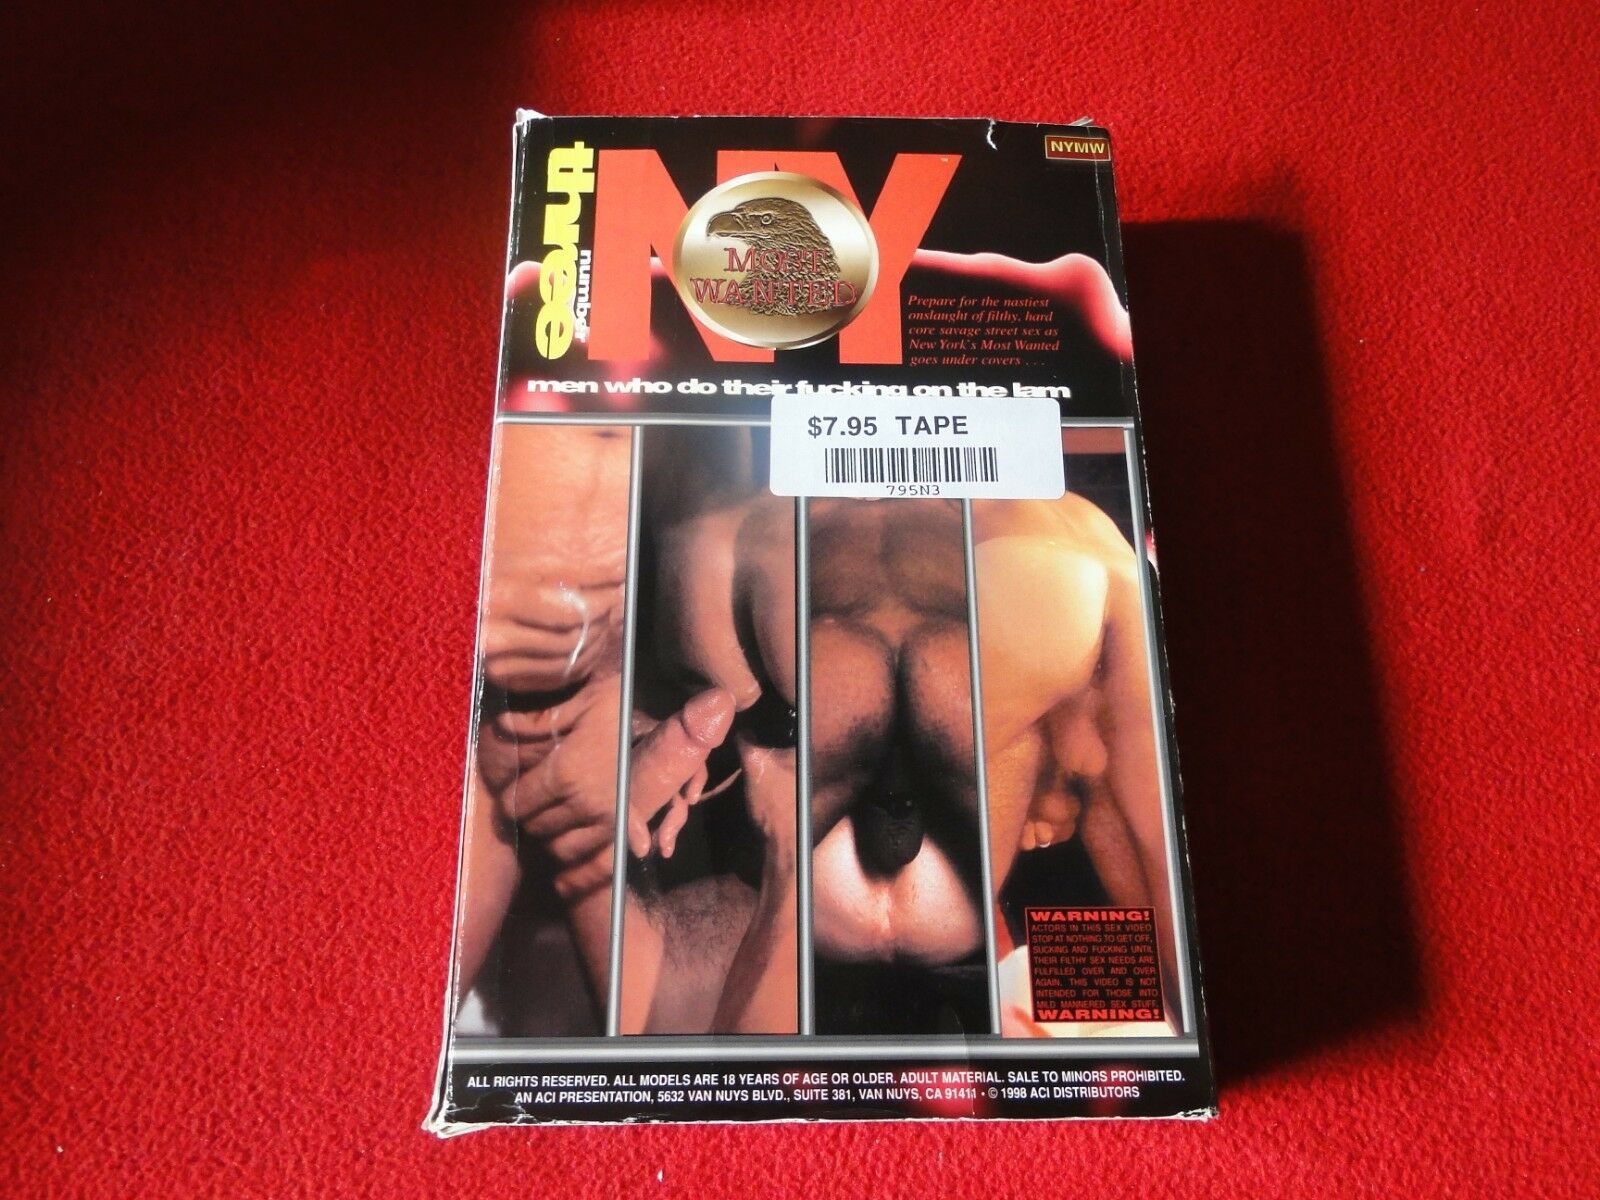 three
number
NY
MOST
WANTED
NYMW
Prepare for the nastiest
onslaught of filthy, hard
core savage street sex as
New York's Most Wanted
goes under covers . . .
men who do their fucking on the lam
$7.95 TAPE
795N3
WARNING!
ACTORS IN THIS SEX VIDEO
STOP AT NOTHING TO GET OFF,
SUCKING AND FUCKING UNTIL
THEIR FILTHY SEX NEEDS ARE
FULFILLED OVER AND OVER
AGAIN. THIS VIDEO IS NOT
INTENDED FOR THOSE INTO
MILD MANNERED SEX STUFF.
WARNING!
ALL RIGHTS RESERVED. ALL MODELS ARE 18 YEARS OF AGE OR OLDER. ADULT MATERIAL. SALE TO MINORS PROHIBITED.
AN ACI PRESENTATION, 5632 VAN NUYS BLVD., SUITE 381, VAN NUYS, CA 91411 • © 1998 ACI DISTRIBUTORS